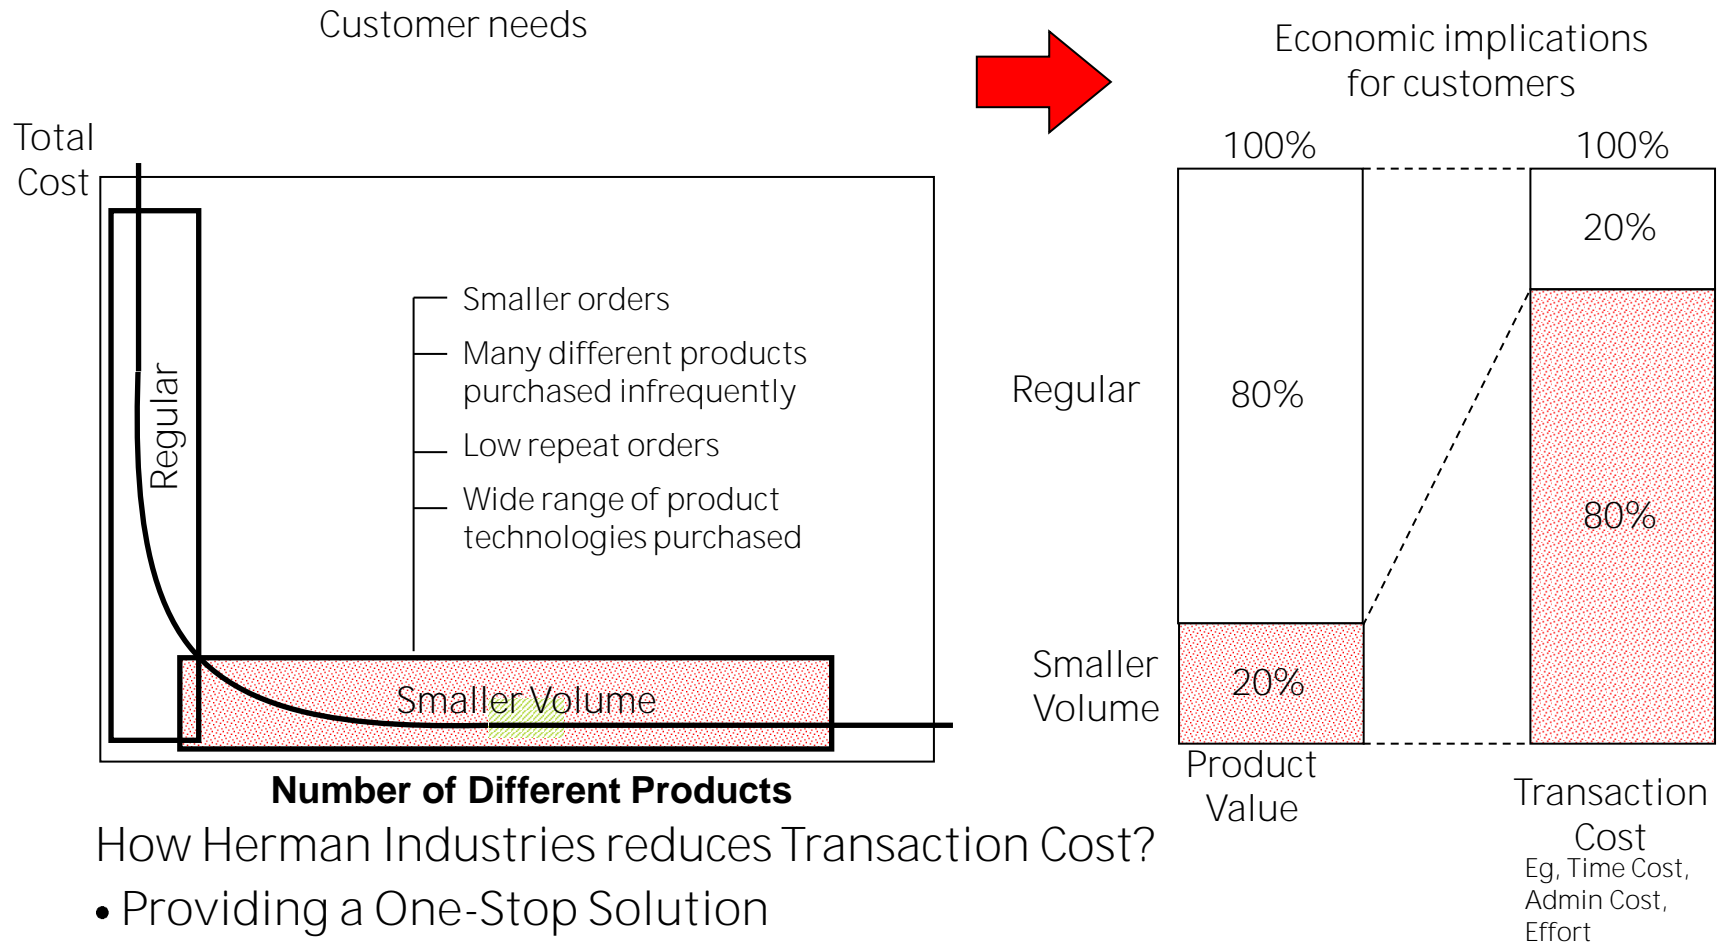 Customer needs
Economic implications
for customers
Total
Cost
Regular
Smaller orders
Many different products
purchased infrequently
Low repeat orders
Wide range of product
technologies purchased
Smaller Volume
Number of Different Products
100%
100%
20%
Regular
80%
80%
Smaller
Volume
20%
Product
Value
Transaction
Cost
Eg, Time Cost,
Admin Cost,
Effort
How Herman Industries reduces Transaction Cost?
• Providing a One-Stop Solution